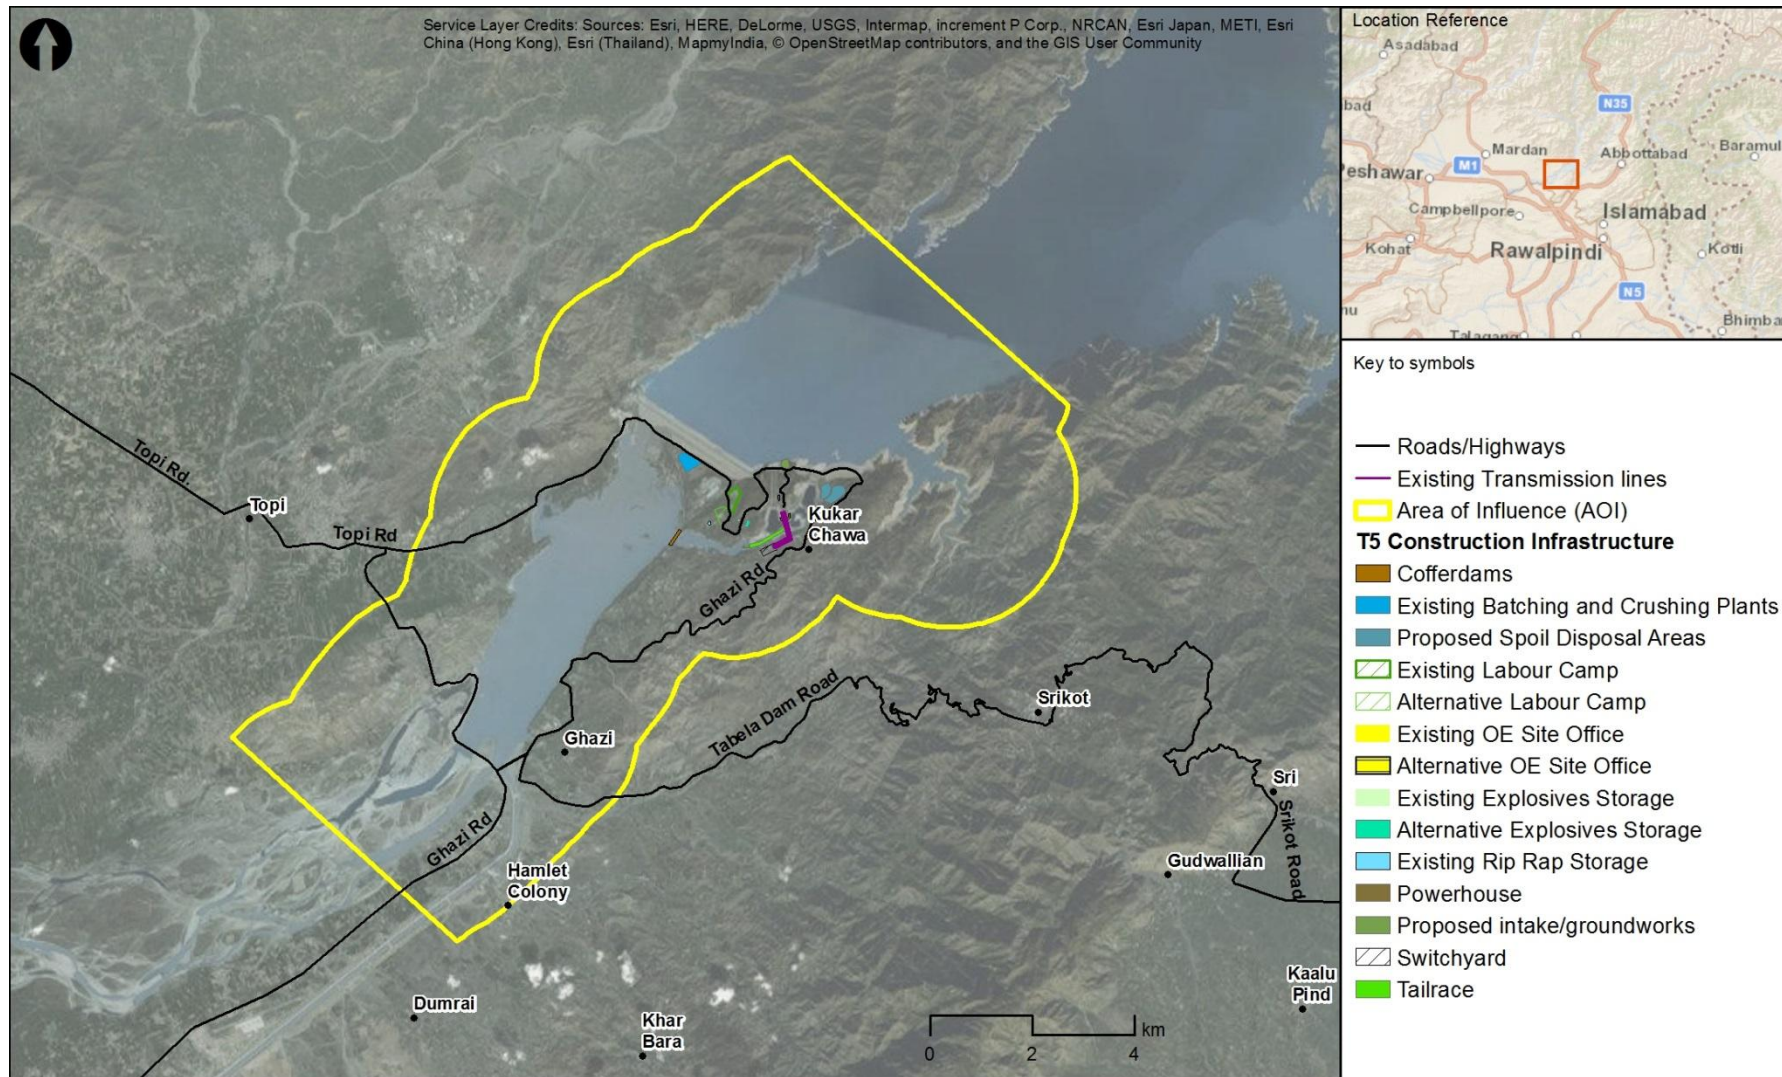 Service Layer Credits: Sources: Esri, HERE, DeLorme, USGS, Intermap, increment P Corp., NRCAN, Esri Japan, METI, Esri
China (Hong Kong), Esri (Thailand), MapmyIndia, © OpenStreetMap contributors, and the GIS User Community
Topi Rd.
Topi
Topi Rd
Kukar
Chawa
Ghazi Rd
Tabela Dam Road
Srikot
Ghazi
Sri
Srikot Road
Ghazi Rd
Hamlet
Colony
Gudwallian
Dumrai
Khar
Bara
Kaalu
Pind
km
0 2 4
Location Reference
Asadabad
bad
N35
Mardan
Abbottabad
Baramul
M1
Peshawar
Campbellpore
Islamabad
Kohat
Rawalpindi
Kotli
N5
nu
Bhimba
Talagang
Key to symbols
Roads/Highways
Existing Transmission lines
Area of Influence (AOI)
T5 Construction Infrastructure
Cofferdams
Existing Batching and Crushing Plants
Proposed Spoil Disposal Areas
Existing Labour Camp
Alternative Labour Camp
Existing OE Site Office
Alternative OE Site Office
Existing Explosives Storage
Alternative Explosives Storage
Existing Rip Rap Storage
Powerhouse
Proposed intake/groundworks
Switchyard
Tailrace